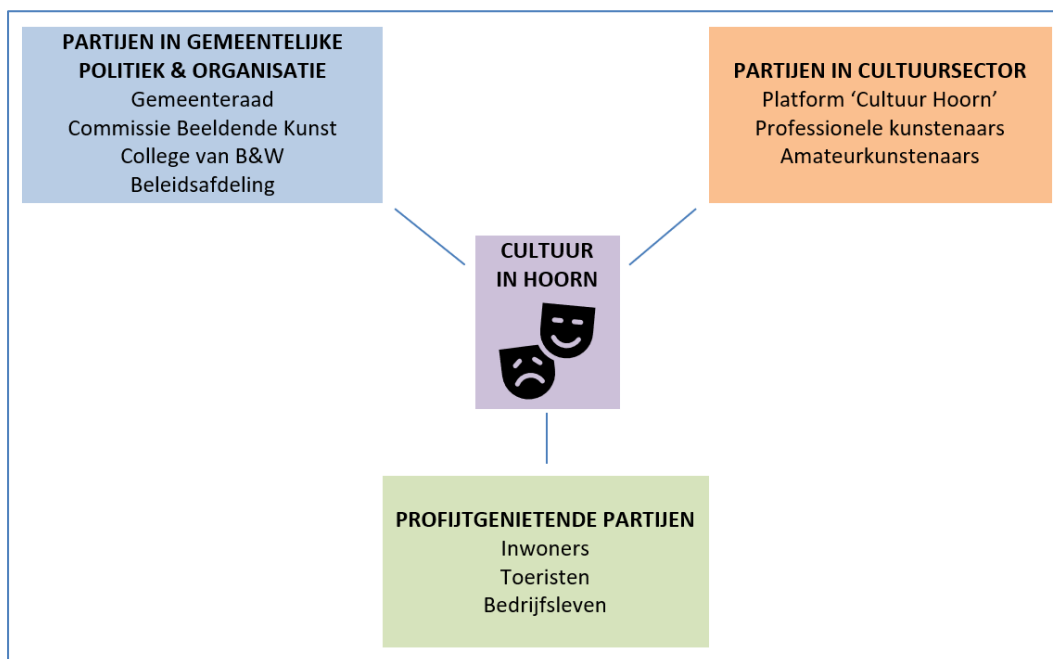 PARTIJEN IN GEMEENTELIJKE
POLITIEK & ORGANISATIE
Gemeenteraad
Commissie Beeldende Kunst
College van B&W
Beleidsafdeling
PARTIJEN IN CULTUURSECTOR
Platform ‘Cultuur Hoorn’
Professionele kunstenaars
Amateurkunstenaars
CULTUUR
IN HOORN
PROFIJTGENIETENDE PARTIJEN
Inwoners
Toeristen
Bedrijfsleven